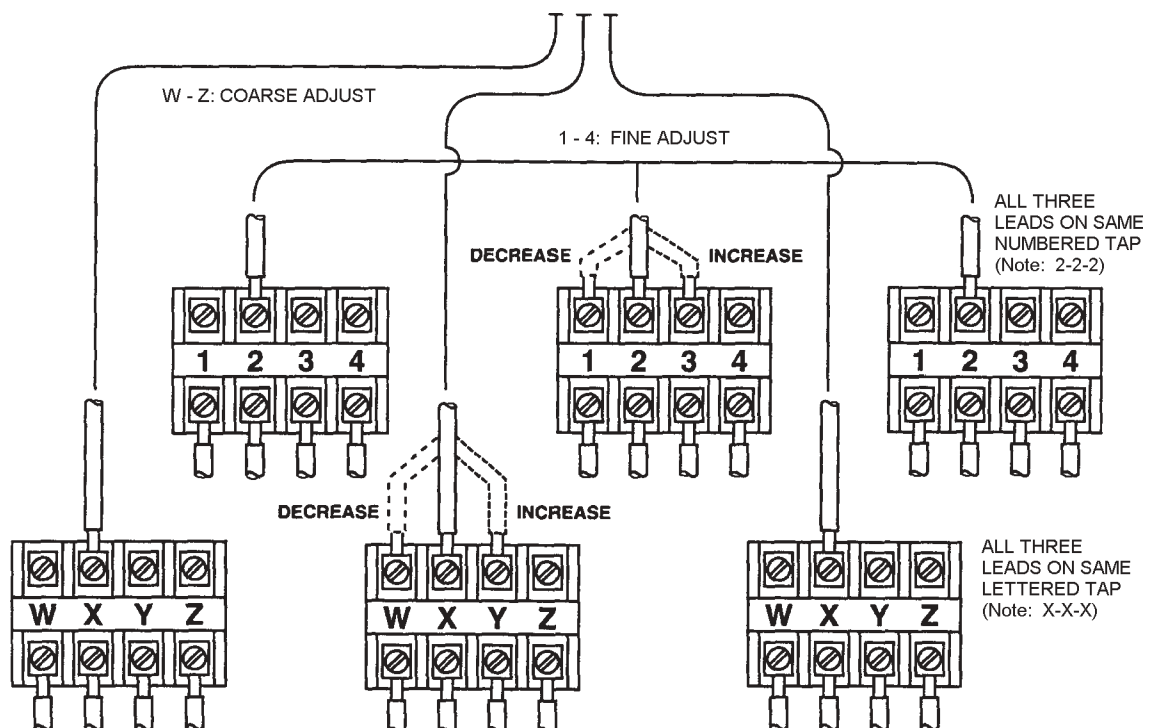 W - Z: COARSE ADJUST
1 - 4: FINE ADJUST
ALL THREE
LEADS ON SAME
NUMBERED TAP
(Note: 2-2-2)
DECREASE
INCREASE
1 2 3 4
1 2 3 4
1 2 3 4
DECREASE
INCREASE
ALL THREE
LEADS ON SAME
LETTERED TAP
(Note: X-X-X)
W X Y Z
W X Y Z
W X Y Z